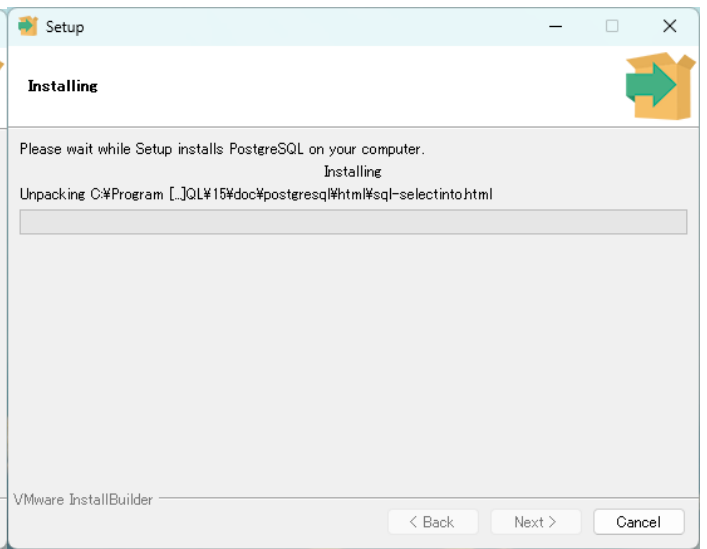 Setup
Installing
Please wait while Setup installs PostgreSQL on your computer.
Installing
Unpacking C:¥Program [...]QL¥15¥doc¥postgresql¥html¥sql-selectinto.html
VMware InstallBuilder
< Back
Next >
Cancel